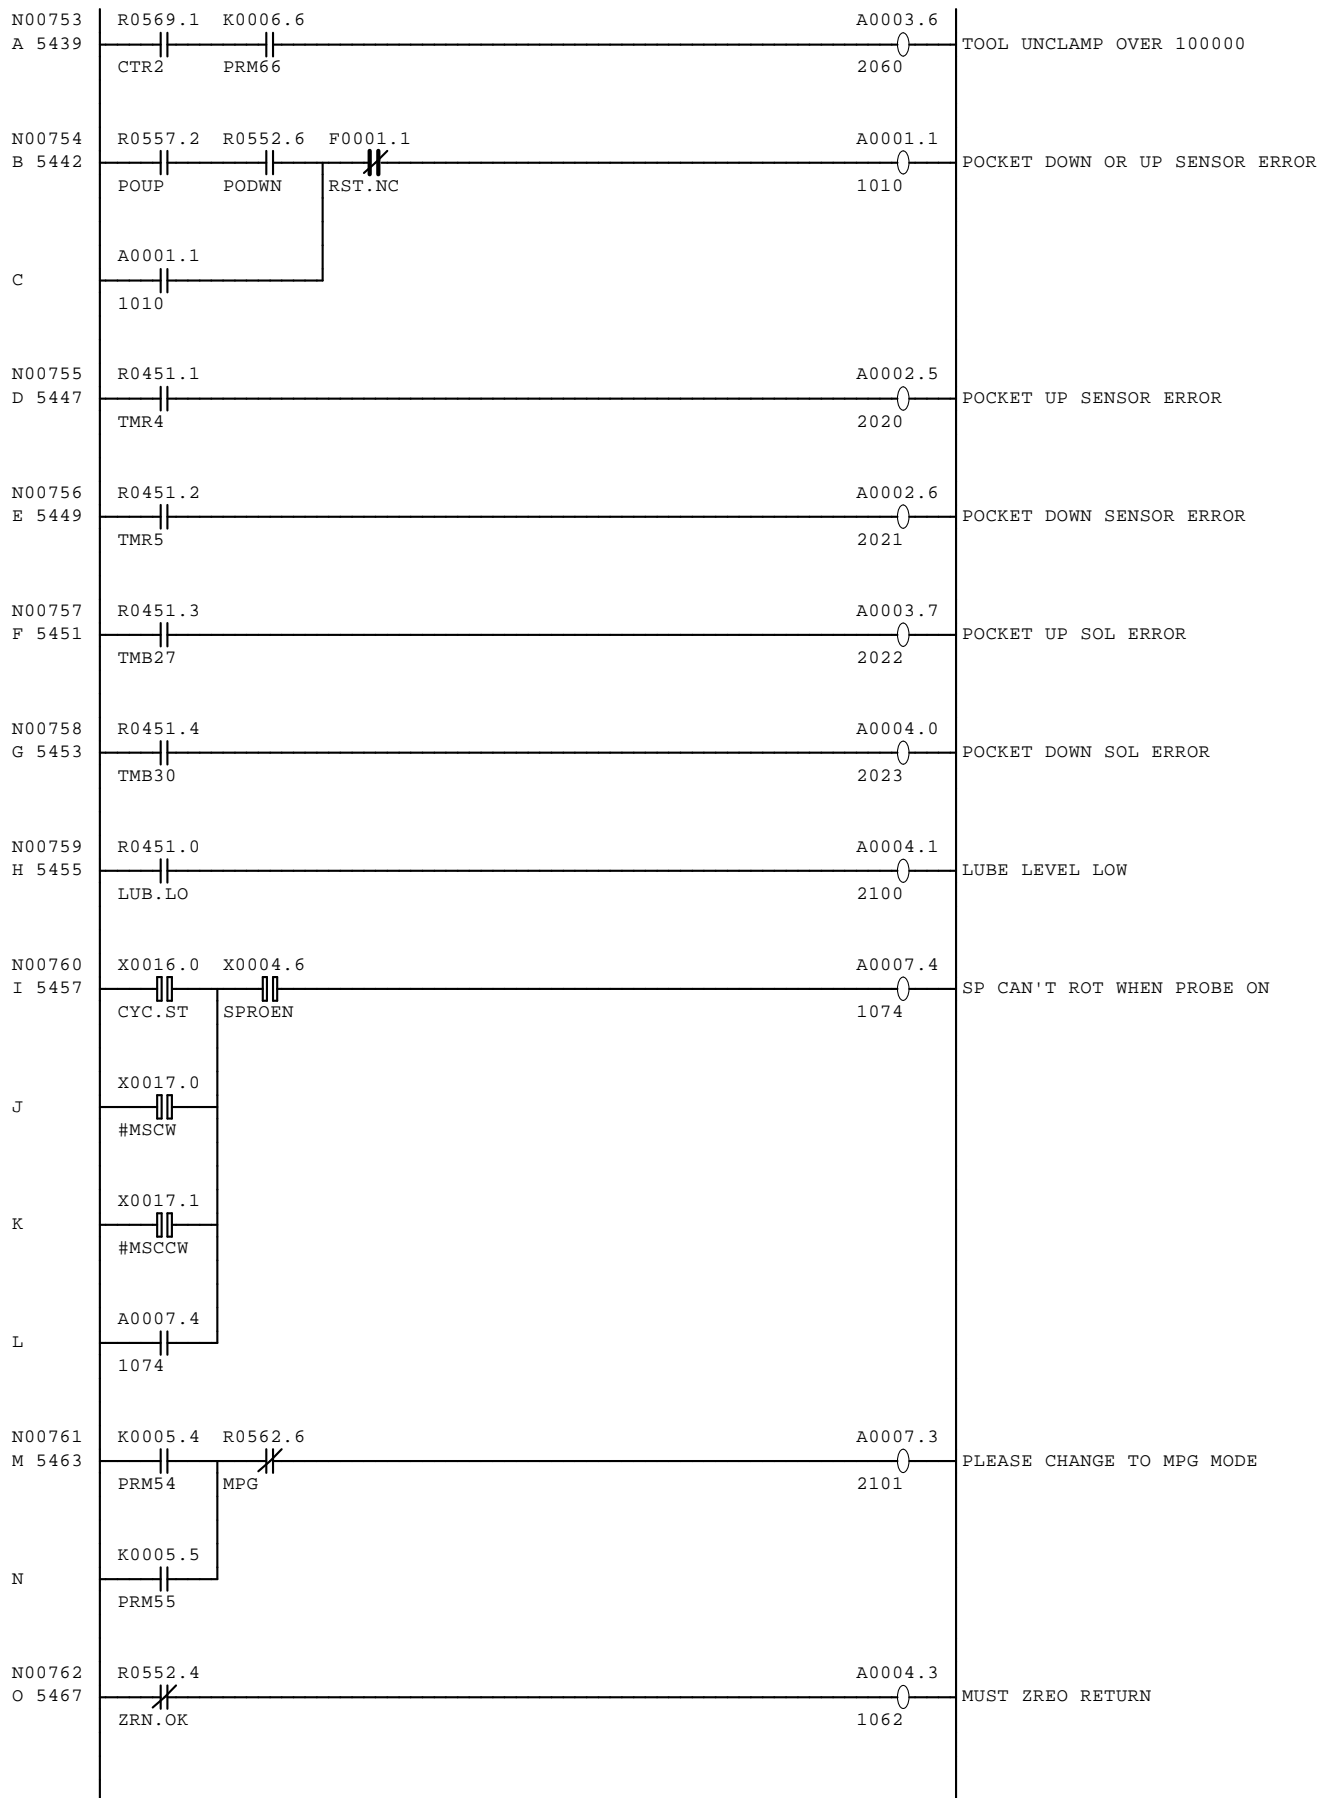 N00753 R0569.1 K0006.6 A0003.6
A 5439 TOOL UNCLAMP OVER 100000
CTR2 PRM66 2060
N00754 R0557.2 R0552.6 F0001.1 A0001.1
B 5442 POCKET DOWN OR UP SENSOR ERROR
POUP PODWN RST.NC 1010
A0001.1
C
1010
N00755 R0451.1 A0002.5
D 5447 POCKET UP SENSOR ERROR
TMR4 2020
N00756 R0451.2 A0002.6
E 5449 POCKET DOWN SENSOR ERROR
TMR5 2021
N00757 R0451.3 A0003.7
F 5451 POCKET UP SOL ERROR
TMB27 2022
N00758 R0451.4 A0004.0
G 5453 POCKET DOWN SOL ERROR
TMB30 2023
N00759 R0451.0 A0004.1
H 5455 LUBE LEVEL LOW
LUB.LO 2100
N00760 X0016.0 X0004.6 A0007.4
I 5457 SP CAN'T ROT WHEN PROBE ON
CYC.ST SPROEN 1074
X0017.0
J
#MSCW
X0017.1
K
#MSCCW
A0007.4
L
1074
N00761 K0005.4 R0562.6 A0007.3
M 5463 PLEASE CHANGE TO MPG MODE
PRM54 MPG 2101
K0005.5
N
PRM55
N00762 R0552.4 A0004.3
O 5467 MUST ZREO RETURN
ZRN.OK 1062